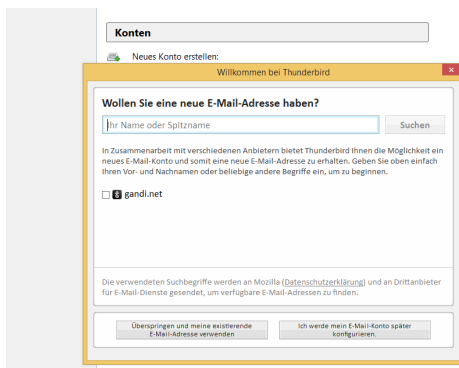 Konten
Neues Konto erstellen:
Willkommen bei Thunderbird
Wollen Sie eine neue E-Mail-Adresse haben?
Ihr Name oder Spitzname
Suchen
In Zusammenarbeit mit verschiedenen Anbietern bietet Thunderbird Ihnen die Möglichkeit ein
neues E-Mail-Konto und somit eine neue E-Mail-Adresse zu erhalten. Geben Sie oben einfach
Ihren Vor- und Nachnamen oder beliebige andere Begriffe ein, um zu beginnen.
gandi.net
Die verwendeten Suchbegriffe werden an Mozilla (Datenschutzerklärung) und an Drittanbieter
für E-Mail-Dienste gesendet, um verfügbare E-Mail-Adressen zu finden.
Überspringen und meine existierende
E-Mail-Adresse verwenden
Ich werde mein E-Mail-Konto später
konfigurieren.